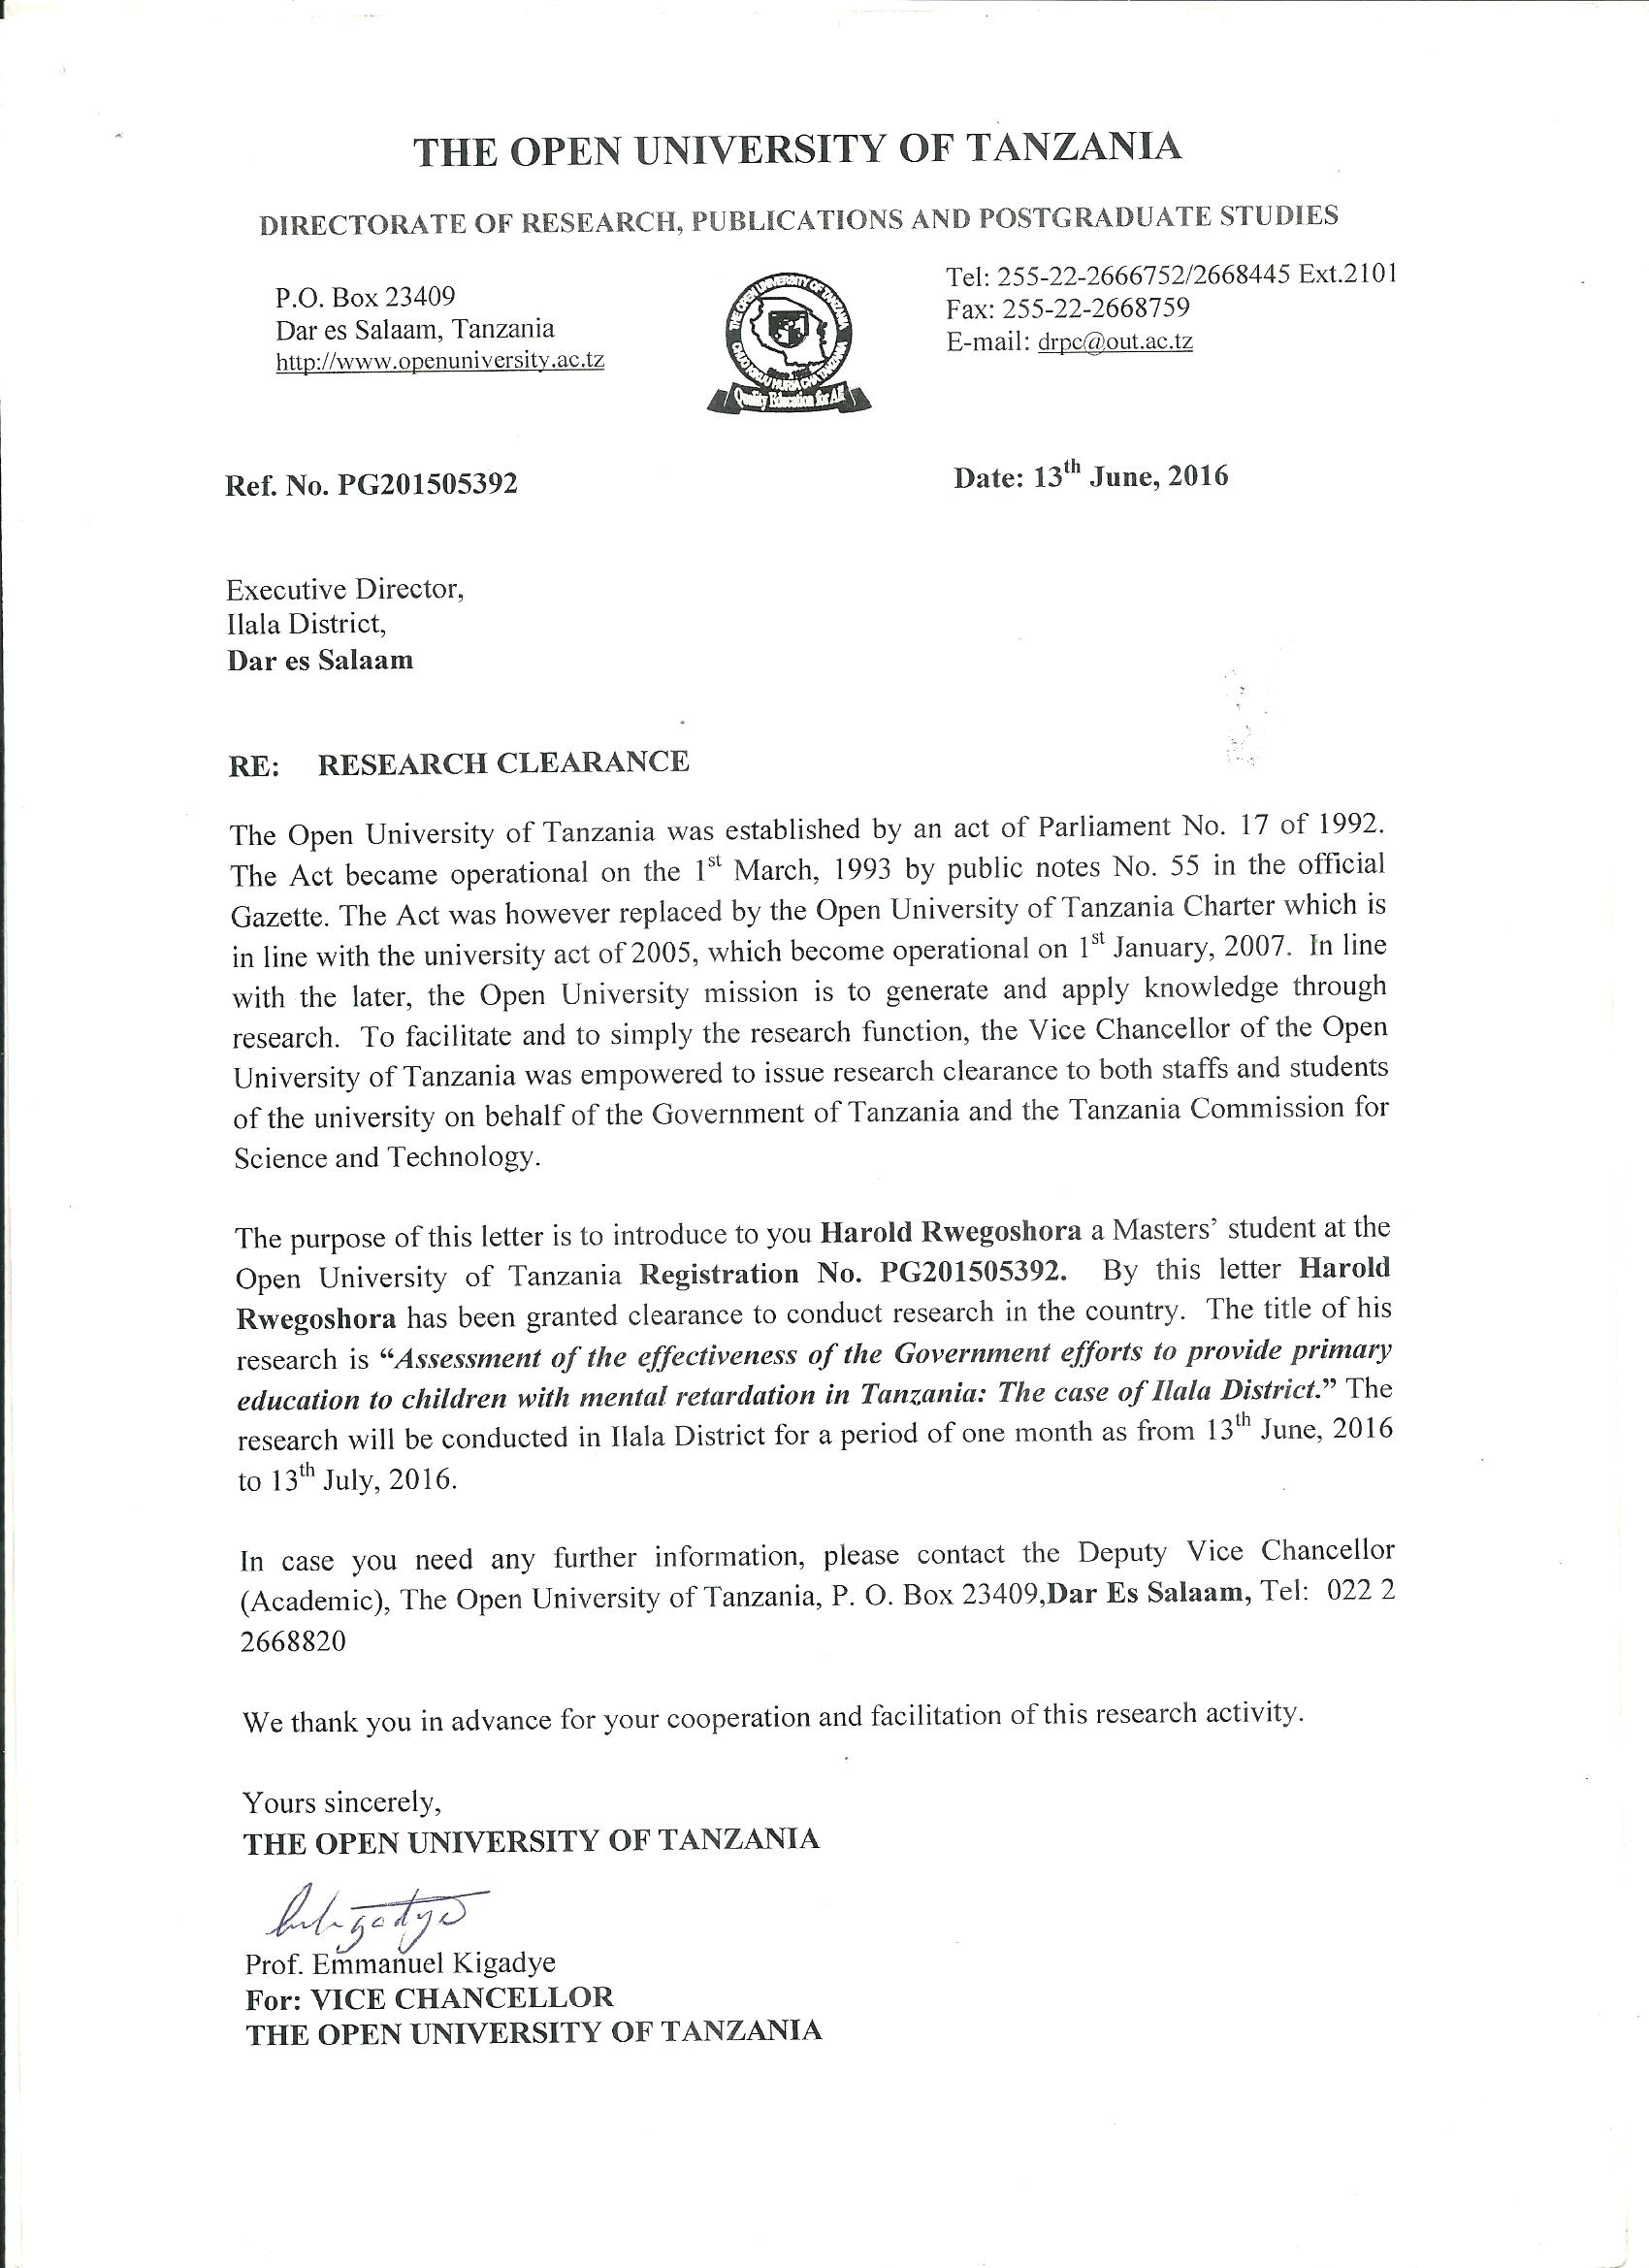 THE OPEN UNIVERSITY OF TANZANIA
DIRECTORATE OF RESEARCH, PUBLICATIONS AND POSTGRADUATE STUDIES
P.O. Box 23409
Dar es Salaam, Tanzania
http://www.openuniversity.ac.tz
THE OPEN UNIVERSITY OF TANZANIA
CHUO KIKUU HURIA CHA TANZANIA
Quality Education for All
Tel: 255-22-2666752/2668445 Ext.2101
Fax: 255-22-2668759
E-mail: drpc@out.ac.tz
Ref. No. PG201505392
Date: 13th June, 2016
Executive Director,
Ilala District,
Dar es Salaam
RE: RESEARCH CLEARANCE
The Open University of Tanzania was established by an act of Parliament No. 17 of 1992.
The Act became operational on the 1st March, 1993 by public notes No. 55 in the official
Gazette. The Act was however replaced by the Open University of Tanzania Charter which is
in line with the university act of 2005, which become operational on 1st January, 2007. In line
with the later, the Open University mission is to generate and apply knowledge through
research. To facilitate and to simply the research function, the Vice Chancellor of the Open
University of Tanzania was empowered to issue research clearance to both staffs and students
of the university on behalf of the Government of Tanzania and the Tanzania Commission for
Science and Technology.
The purpose of this letter is to introduce to you Harold Rwegoshora a Masters’ student at the
Open University of Tanzania Registration No. PG201505392. By this letter Harold
Rwegoshora has been granted clearance to conduct research in the country. The title of his
research is “Assessment of the effectiveness of the Government efforts to provide primary
education to children with mental retardation in Tanzania: The case of Ilala District.” The
research will be conducted in Ilala District for a period of one month as from 13th June, 2016
to 13th July, 2016.
In case you need any further information, please contact the Deputy Vice Chancellor
(Academic), The Open University of Tanzania, P. O. Box 23409,Dar Es Salaam, Tel: 022 2
2668820
We thank you in advance for your cooperation and facilitation of this research activity.
Yours sincerely,
THE OPEN UNIVERSITY OF TANZANIA
Prof. Emmanuel Kigadye
For: VICE CHANCELLOR
THE OPEN UNIVERSITY OF TANZANIA